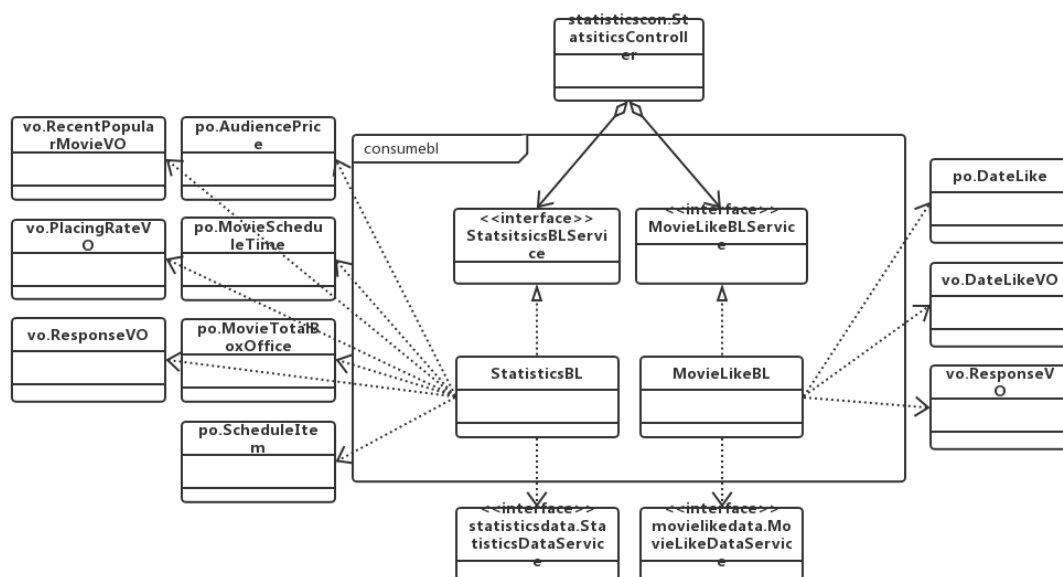 statisticscon.St
atsiticsControll
er
vo.RecentPopula
rMovieVO
po.AudiencePric
e
consumebl
po.DateLike
vo.PlacingRateV
O
po.MovieSchedu
leTime
<<interface>>
StatsitsicsBLServ
ice
<<interface>>
MovieLikeBLServic
e
vo.DateLikeVO
vo.ResponseVO
po.MovieTotalB
oxOffice
StatisticsBL
MovieLikeBL
vo.ResponseV
O
po.ScheduleIte
m
<<interface>>
statisticsdata.Sta
tisticsDataServic
e
<<interface>>
movielikedata.Mo
vieLikeDataServic
e